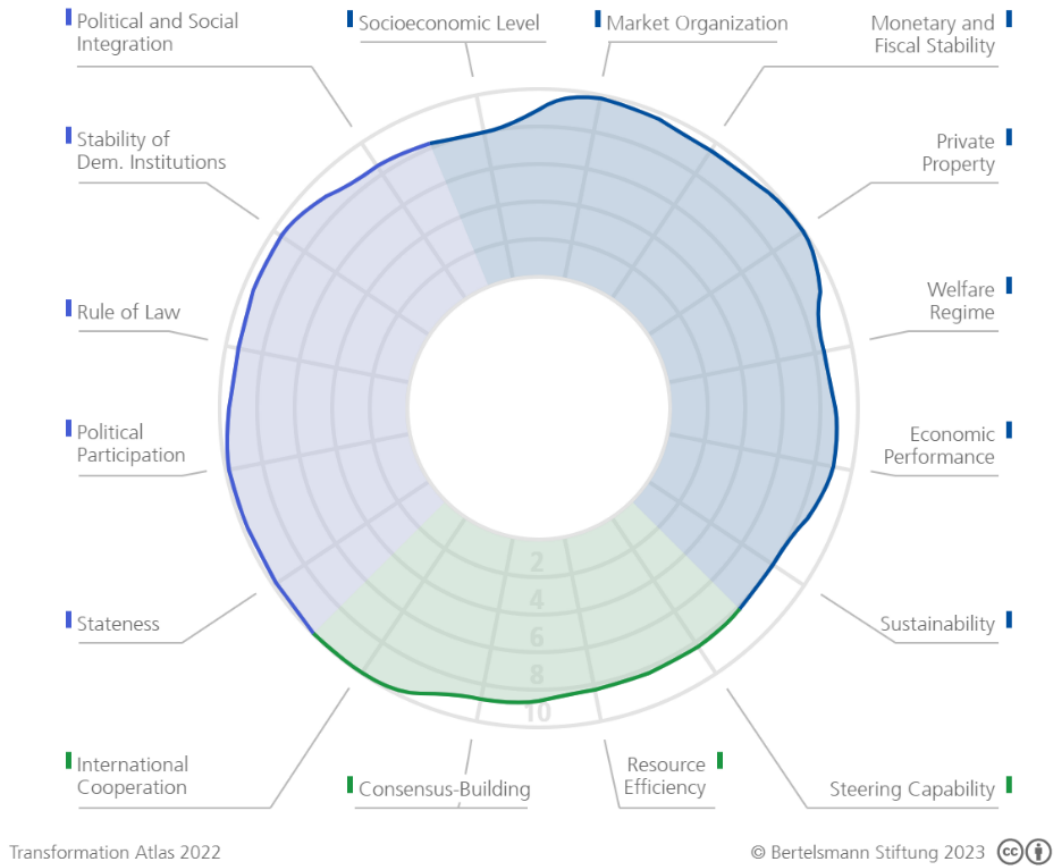 Political and Social
Integration
Socioeconomic Level
Market Organization
Monetary and
Fiscal Stability
Stability of
Dem. Institutions
Private
Property
Rule of Law
Welfare
Regime
Political
Participation
Economic
Performance
Stateness
Sustainability
2
4
6
8
10
International
Cooperation
Consensus-Building
Resource
Efficiency
Steering Capability
Transformation Atlas 2022
© Bertelsmann Stiftung 2023 cc